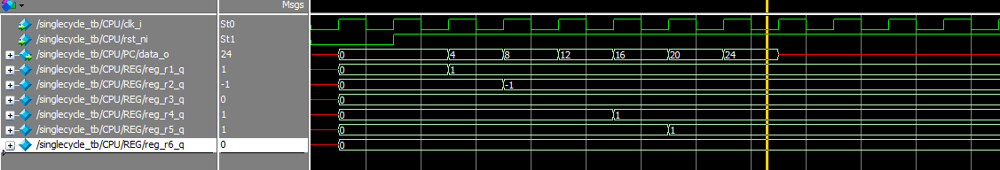 Msgs
/singlecycle_tb/CPU/clk_i St0
/singlecycle_tb/CPU/rst_ni St1
/singlecycle_tb/CPU/PC/data_o 24 0 4 8 12 16 20 24
/singlecycle_tb/CPU/REG/reg_r1_q 1 0 1
/singlecycle_tb/CPU/REG/reg_r2_q -1 0 -1
/singlecycle_tb/CPU/REG/reg_r3_q 0 0
/singlecycle_tb/CPU/REG/reg_r4_q 1 0 1
/singlecycle_tb/CPU/REG/reg_r5_q 1 0 1
/singlecycle_tb/CPU/REG/reg_r6_q 0 0